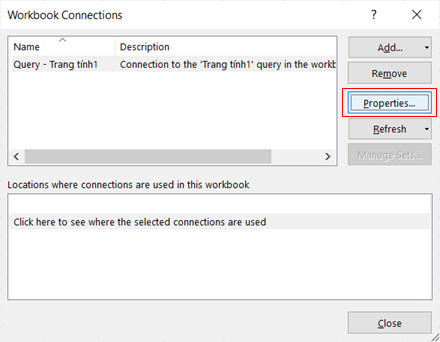 Workbook Connections
?
Name Description
Query - Trang tính1 Connection to the 'Trang tính1' query in the workb
Add...
Remove
Properties...
Refresh
Manage Sets...
Locations where connections are used in this workbook
Click here to see where the selected connections are used
Close